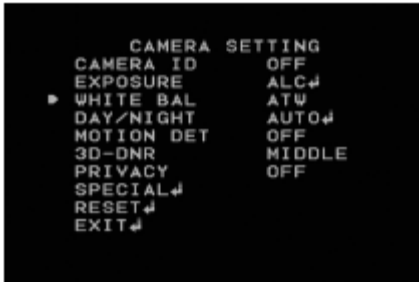 CAMERA SETTING
CAMERA ID OFF
EXPOSURE ALC↲
► WHITE BAL ATW
DAY/NIGHT AUTO↲
MOTION DET OFF
3D-DNR MIDDLE
PRIVACY OFF
SPECIAL↲
RESET↲
EXIT↲